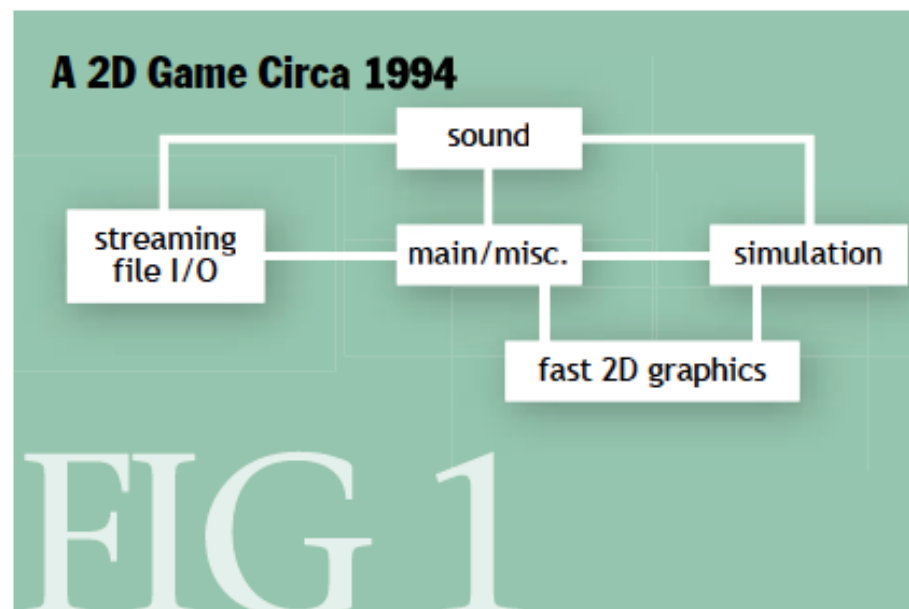 A 2D Game Circa 1994
sound
streaming
file I/O
main/misc.
simulation
fast 2D graphics
FIG 1